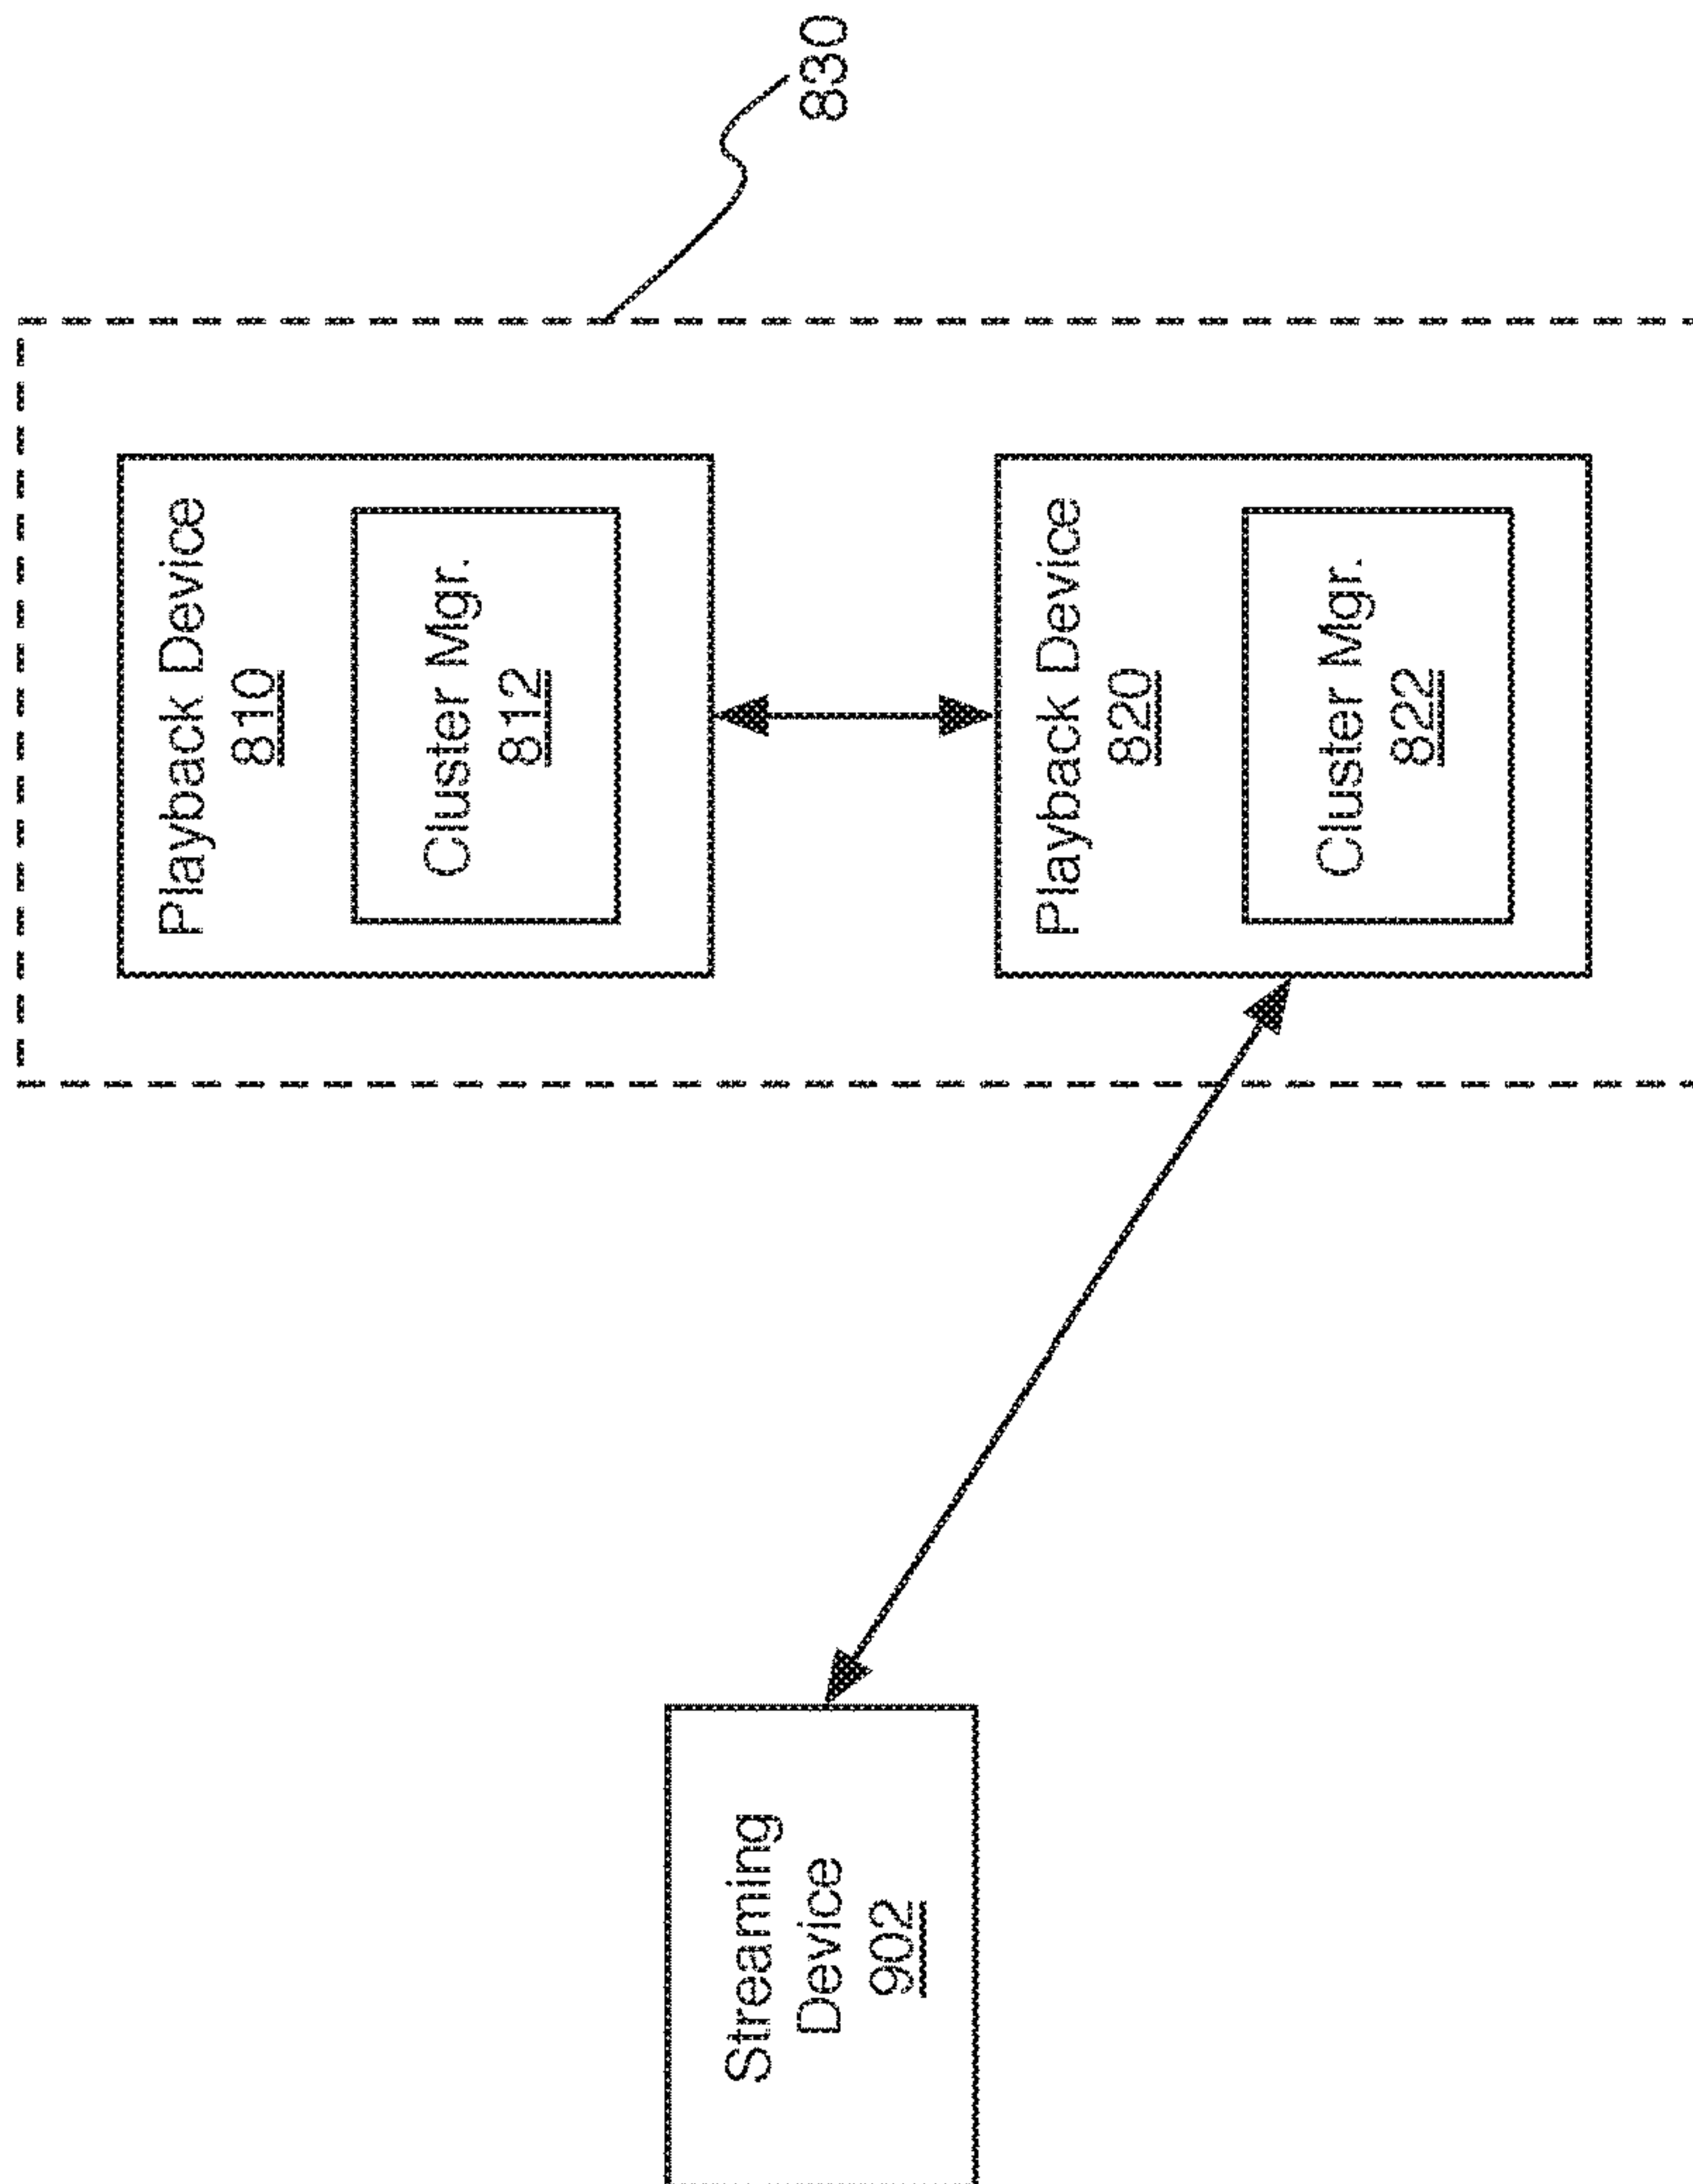 830
Playback Device
810
Cluster Mgr.
812
Playback Device
820
Cluster Mgr.
822
Streaming
Device
902